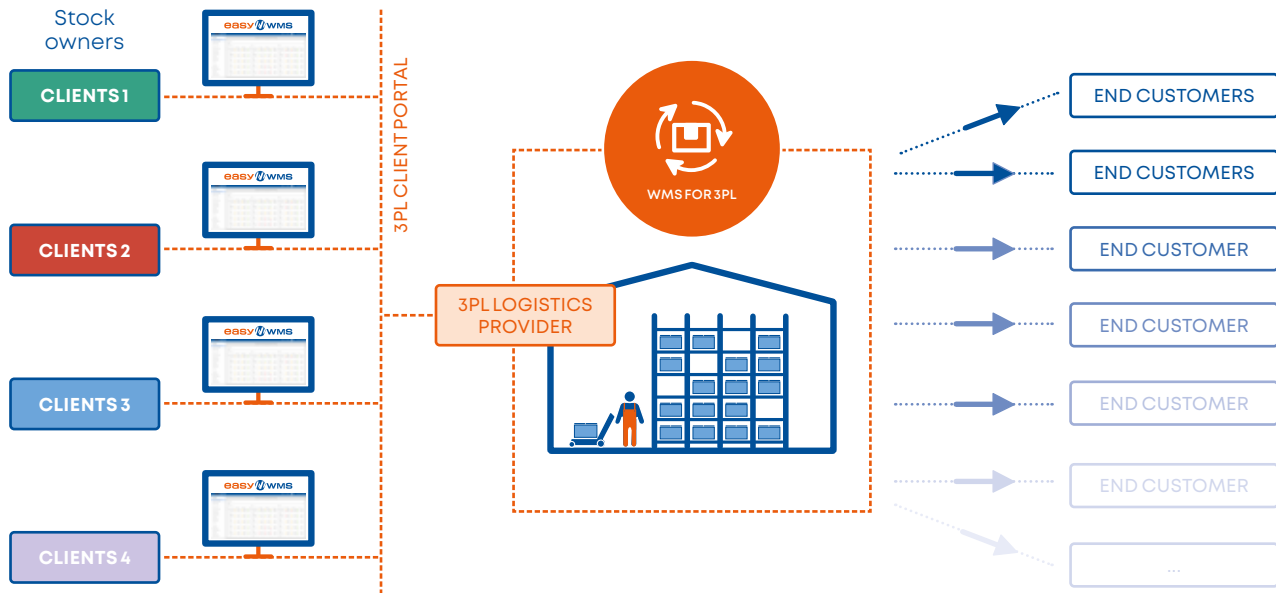 Stock
owners
CLIENTS 1
easy WMS
CLIENTS 2
easy WMS
CLIENTS 3
easy WMS
CLIENTS 4
easy WMS
3PL CLIENT PORTAL
WMS FOR 3PL
3PL LOGISTICS
PROVIDER
END CUSTOMERS
END CUSTOMERS
END CUSTOMER
END CUSTOMER
END CUSTOMER
END CUSTOMER
...